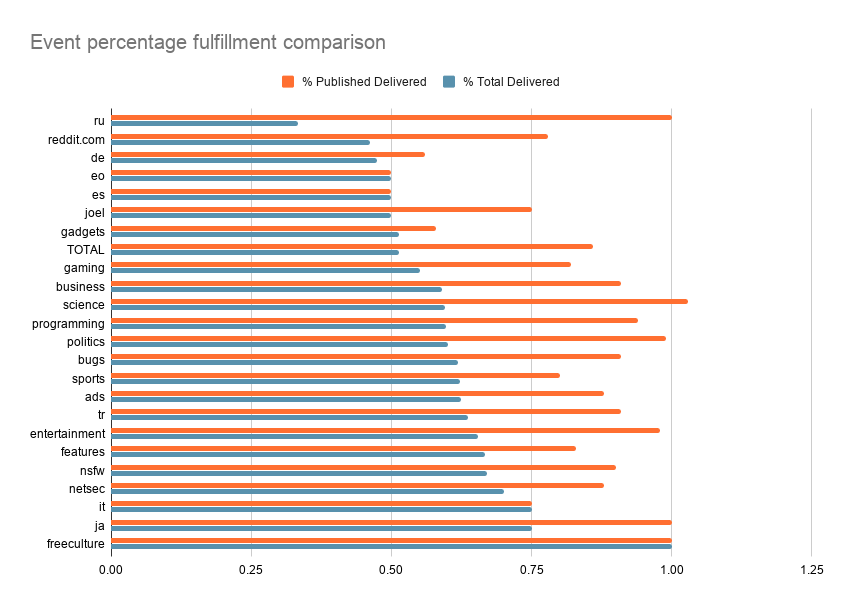 Event percentage fulfillment comparison
% Published Delivered % Total Delivered
ru
reddit.com
de
eo
es
joel
gadgets
TOTAL
gaming
business
science
programming
politics
bugs
sports
ads
tr
entertainment
features
nsfw
netsec
it
ja
freeculture
0.00 0.25 0.50 0.75 1.00 1.25